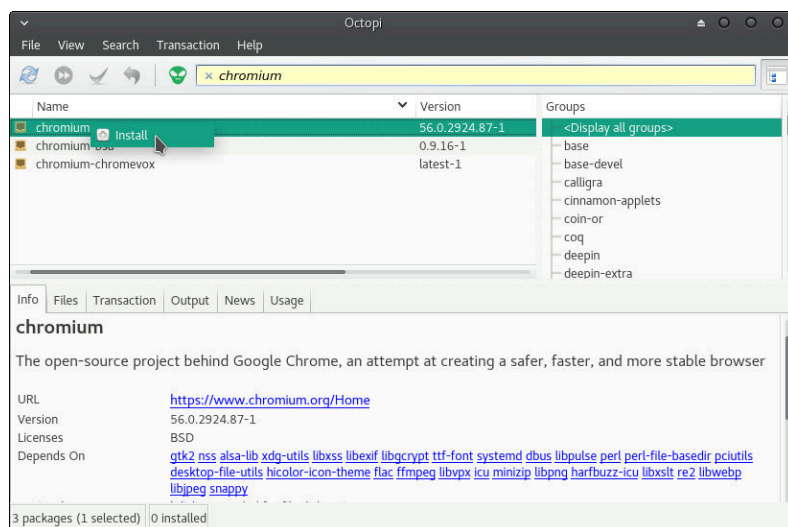 Octopi
File View Search Transaction Help
× chromium
Name Version Groups
chromium 56.0.2924.87-1 <Display all groups>
Install
chromium-bsu 0.9.16-1 base
chromium-chromevox latest-1 base-devel
calligra
cinnamon-applets
coin-or
coq
deepin
deepin-extra
Info Files Transaction Output News Usage
chromium
The open-source project behind Google Chrome, an attempt at creating a safer, faster, and more stable browser
URL https://www.chromium.org/Home
Version 56.0.2924.87-1
Licenses BSD
Depends On gtk2 nss alsa-lib xdg-utils libxss libexif libgcrypt ttf-font systemd dbus libpulse perl perl-file-basedir pciutils
desktop-file-utils hicolor-icon-theme flac ffmpeg libvpx icu minizip libpng harfbuzz-icu libxslt re2 libwebp
libjpeg snappy
3 packages (1 selected) 0 installed